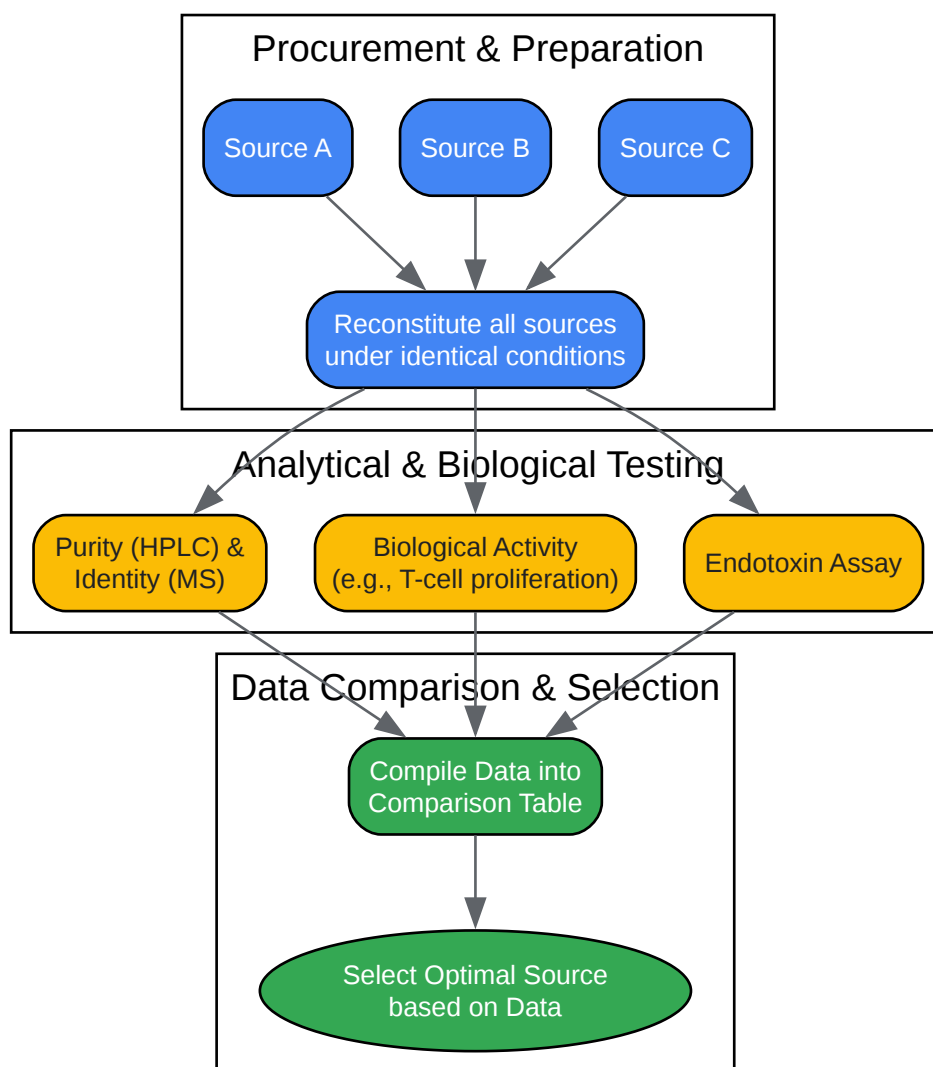 Procurement & Preparation
Source A
Source B
Source C
Reconstitute all sources
under identical conditions
Analytical & Biological Testing
Purity (HPLC) &
Identity (MS)
Biological Activity
(e.g., T-cell proliferation)
Endotoxin Assay
Data Comparison & Selection
Compile Data into
Comparison Table
Select Optimal Source
based on Data